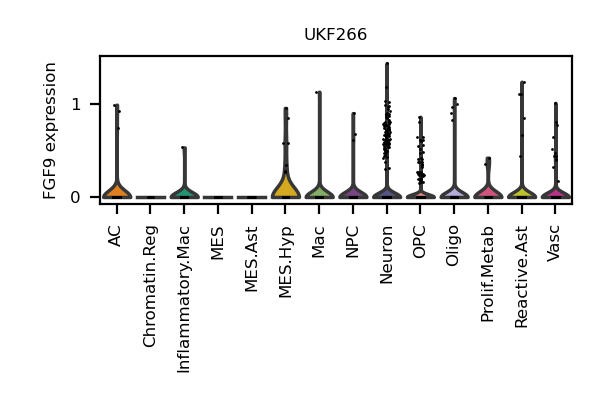 UKF266
FGF9 expression
1
0
AC
Chromatin.Reg
Inflammatory.Mac
MES
MES.Ast
MES.Hyp
Mac
NPC
Neuron
OPC
Oligo
Prolif.Metab
Reactive.Ast
Vasc